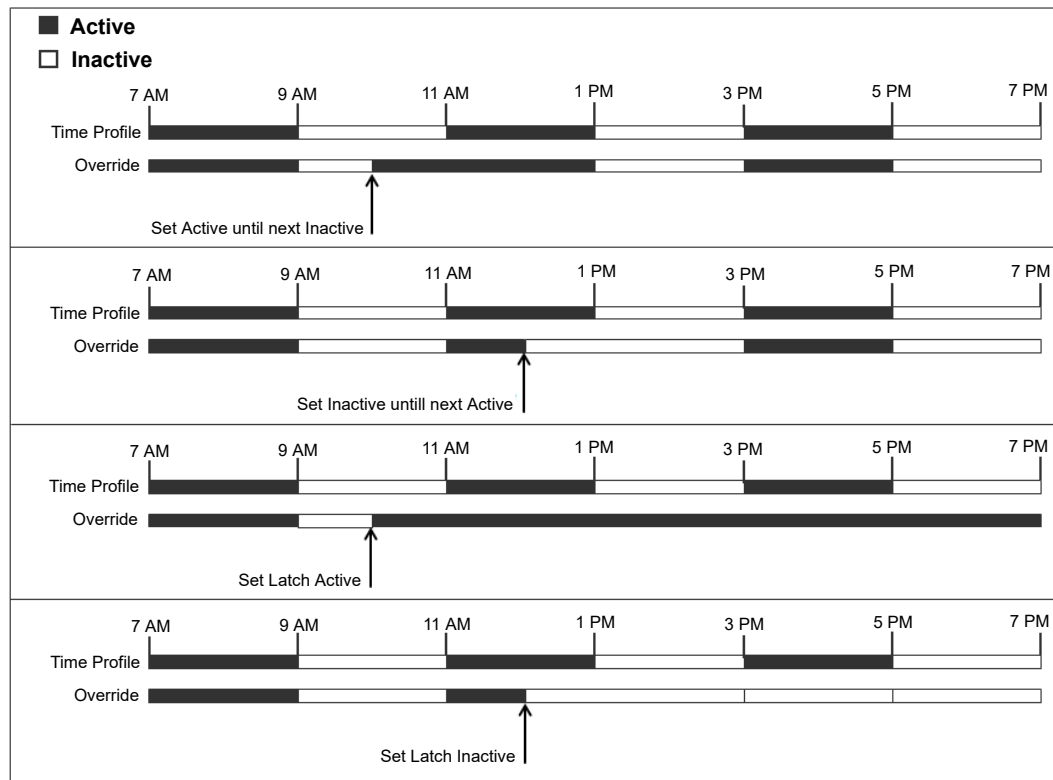 Active
Inactive
7 AM 9 AM 11 AM 1 PM 3 PM 5 PM 7 PM
Time Profile
Override
Set Active until next Inactive
7 AM 9 AM 11 AM 1 PM 3 PM 5 PM 7 PM
Time Profile
Override
Set Inactive untill next Active
7 AM 9 AM 11 AM 1 PM 3 PM 5 PM 7 PM
Time Profile
Override
Set Latch Active
7 AM 9 AM 11 AM 1 PM 3 PM 5 PM 7 PM
Time Profile
Override
Set Latch Inactive